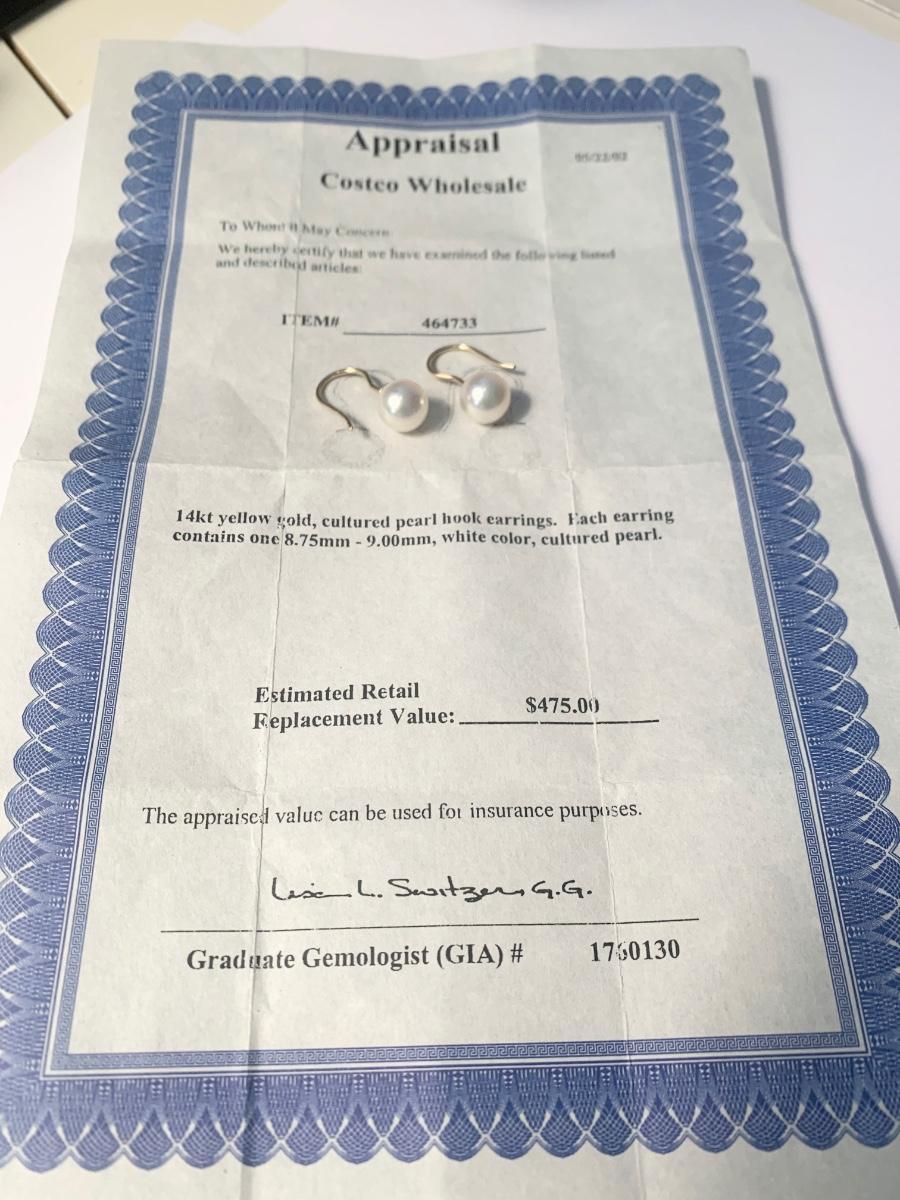 Appraisal
Costco Wholesale
To Whom it May Concern
We hereby certify that we have examined the following listed
and described articles:
ITEM# 464733
14kt yellow gold, cultured pearl hook earrings. Each earring
contains one 8.75mm - 9.00mm, white color, cultured pearl.
Estimated Retail
Replacement Value: $475.00
The appraised value can be used for insurance purposes.
L. Switzer, G.G.
Graduate Gemologist (GIA) # 1760130